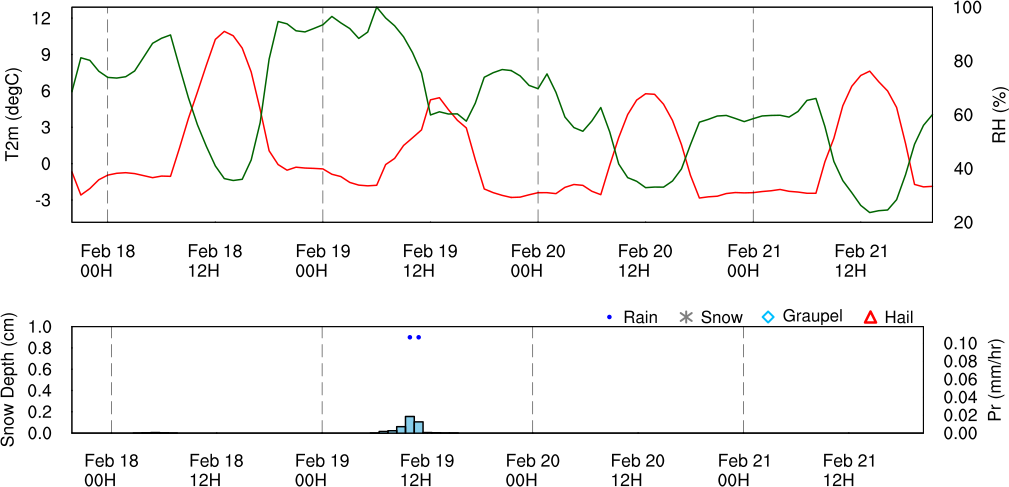 12
9
6
3
0
-3
T2m (degC)
100
80
60
40
20
RH (%)
Feb 18 Feb 18 Feb 19 Feb 19 Feb 20 Feb 20 Feb 21 Feb 21
00H 12H 00H 12H 00H 12H 00H 12H
Rain Snow Graupel Hail
1.0
0.8
0.6
0.4
0.2
0.0
Snow Depth (cm)
0.10
0.08
0.06
0.04
0.02
0.00
Pr (mm/hr)
Feb 18 Feb 18 Feb 19 Feb 19 Feb 20 Feb 20 Feb 21 Feb 21
00H 12H 00H 12H 00H 12H 00H 12H